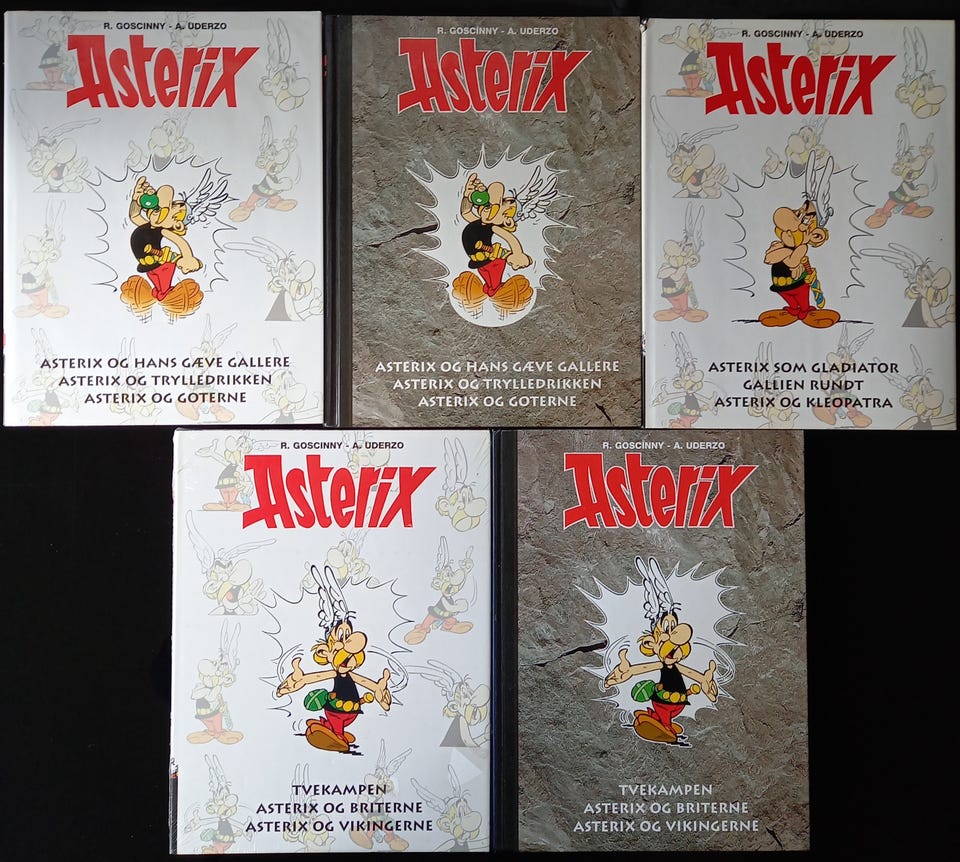 R. GOSCINNY - A. UDERZO
Asterix
ASTERIX OG HANS GÆVE GALLERE
ASTERIX OG TRYLLEDRIKKEN
ASTERIX OG GOTERNE
R. GOSCINNY - A. UDERZO
Asterix
ASTERIX OG HANS GÆVE GALLERE
ASTERIX OG TRYLLEDRIKKEN
ASTERIX OG GOTERNE
R. GOSCINNY - A. UDERZO
Asterix
ASTERIX SOM GLADIATOR
GALLIEN RUNDT
ASTERIX OG KLEOPATRA
R. GOSCINNY - A. UDERZO
Asterix
TVEKAMPEN
ASTERIX OG BRITERNE
ASTERIX OG VIKINGERNE
R. GOSCINNY - A. UDERZO
Asterix
TVEKAMPEN
ASTERIX OG BRITERNE
ASTERIX OG VIKINGERNE